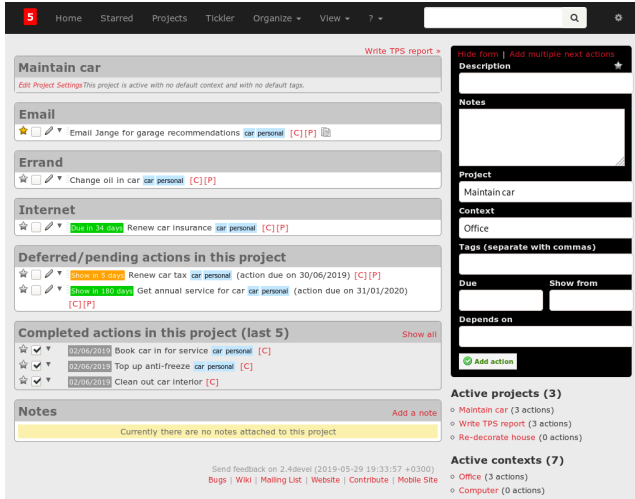 5 Home Starred Projects Tickler Organize View ?
Write TPS report »
Maintain car
Edit Project Settings This project is active with no default context and with no default tags.
Email
Email Jange for garage recommendations car personal [C] [P]
Errand
Change oil in car car personal [C] [P]
Internet
Due in 34 days Renew car insurance car personal [C] [P]
Deferred/pending actions in this project
Show in 5 days Renew car tax car personal (action due on 30/06/2019) [C] [P]
Show in 180 days Get annual service for car car personal (action due on 31/01/2020)
[C] [P]
Completed actions in this project (last 5) Show all
02/06/2019 Book car in for service car personal [C]
02/06/2019 Top up anti-freeze car personal [C]
02/06/2019 Clean out car interior [C]
Notes Add a note
Currently there are no notes attached to this project
Send feedback on 2.4devel (2019-05-29 19:33:57 +0300)
Bugs | Wiki | Mailing List | Website | Contribute | Mobile Site
Hide form | Add multiple next actions
Description
Notes
Project
Maintain car
Context
Office
Tags (separate with commas)
Due Show from
Depends on
Add action
Active projects (3)
Maintain car (3 actions)
Write TPS report (3 actions)
Re-decorate house (0 actions)
Active contexts (7)
Office (3 actions)
Computer (0 actions)